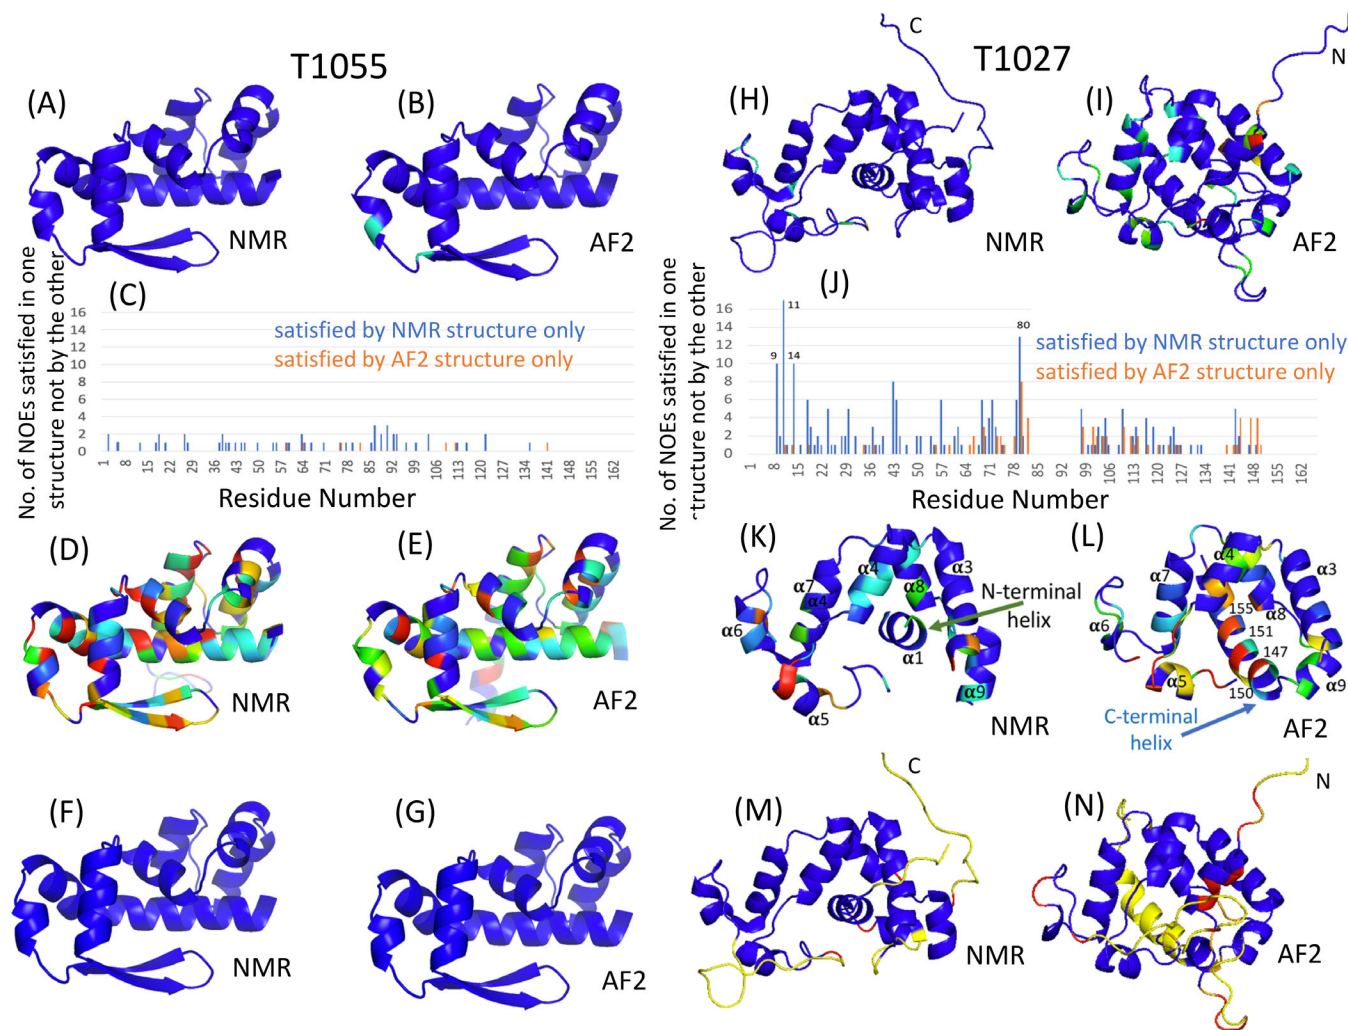 T1055
T1027
(A)
(B)
NMR
AF2
(H)
C
(I)
N
NMR
AF2
(C)
No. of NOEs satisfied in one
structure not by the other
16
14
12
10
8
6
4
2
0
satisfied by NMR structure only
satisfied by AF2 structure only
1 8 15 22 29 36 43 50 57 64 71 78 85 92 99 106 113 120 127 134 141 148 155 162
Residue Number
(J)
No. of NOEs satisfied in one
tructure not by the other
16
14
12
10
8
6
4
2
0
11
9
14
80
satisfied by NMR structure only
satisfied by AF2 structure only
1 8 15 22 29 36 43 50 57 64 71 78 85 92 99 106 113 120 127 134 141 148 155 162
Residue Number
(D)
(E)
NMR
AF2
(K)
α7
α4
α4
α8
α3
α6
α1
α5
α9
N-terminal
helix
NMR
(L)
α4
α7
α3
α8
155
151
147
150
α6
α5
α9
C-terminal
helix
AF2
(F)
(G)
NMR
AF2
(M)
C
NMR
(N)
N
AF2